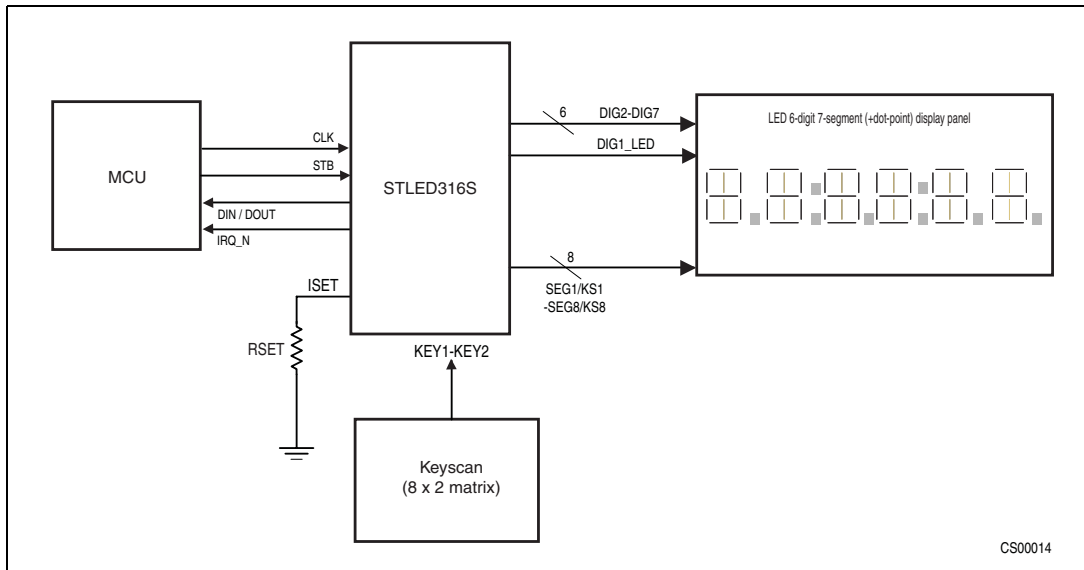 MCU
CLK
STB
DIN / DOUT
IRQ_N
STLED316S
6
DIG2-DIG7
DIG1_LED
8
SEG1/KS1
-SEG8/KS8
LED 6-digit 7-segment (+dot-point) display panel
ISET
RSET
KEY1-KEY2
Keyscan
(8 x 2 matrix)
CS00014